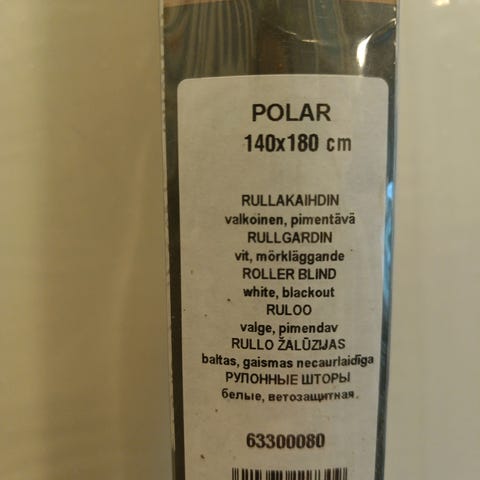 POLAR
140x180 cm
RULLAKAIHDIN
valkoinen, pimentävä
RULLGARDIN
vit, mörkläggande
ROLLER BLIND
white, blackout
RULOO
valge, pimendav
RULLO ŽALŪZIJAS
baltas, gaismas necaurlaidīga
РУПОННЫЕ ШТОРЫ
белые, ветозащитная
63300080